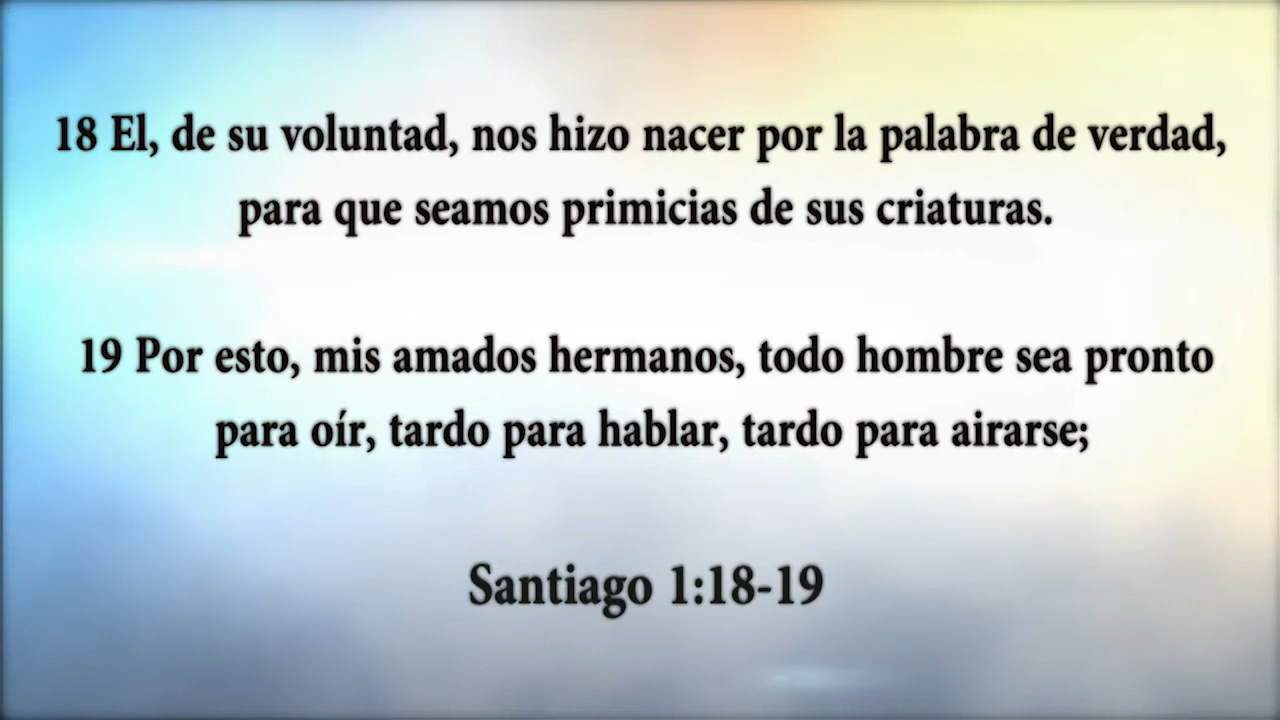 18 El, de su voluntad, nos hizo nacer por la palabra de verdad,
para que seamos primicias de sus criaturas.
19 Por esto, mis amados hermanos, todo hombre sea pronto
para oír, tardo para hablar, tardo para airarse;
Santiago 1:18-19